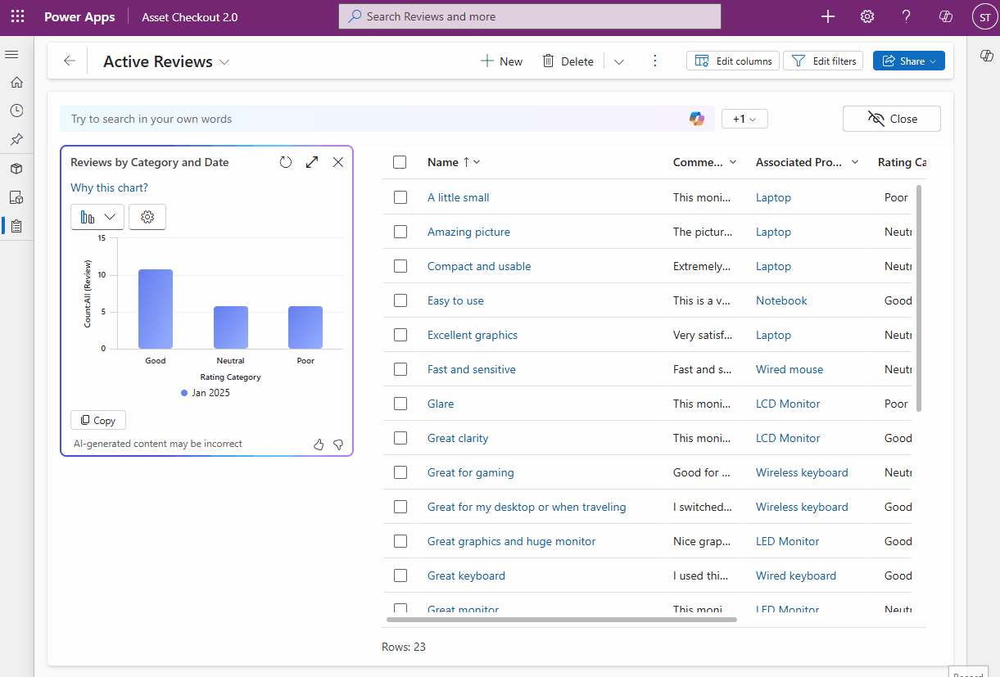 Power Apps Asset Checkout 2.0 Search Reviews and more ST
Active Reviews New Delete Edit columns Edit filters Share
Try to search in your own words +1 Close
Reviews by Category and Date
Why this chart?
15
10
5
0
Count:All (Review)
Good Neutral Poor
Rating Category
Jan 2025
Copy
AI-generated content may be incorrect
Name ↑ Comme... Associated Pro... Rating Ca
A little small This moni... Laptop Poor
Amazing picture The pictur... Laptop Neutr
Compact and usable Extremely... Laptop Neutr
Easy to use This is a v... Notebook Good
Excellent graphics Very satisf... Laptop Neutr
Fast and sensitive Fast and s... Wired mouse Neutr
Glare This moni... LCD Monitor Poor
Great clarity This moni... LCD Monitor Good
Great for gaming Good for ... Wireless keyboard Neutr
Great for my desktop or when traveling I switched... Wireless keyboard Good
Great graphics and huge monitor Nice grap... LED Monitor Good
Great keyboard I used thi... Wired keyboard Good
Great monitor This moni... LED Monitor Neutr
Rows: 23
Record